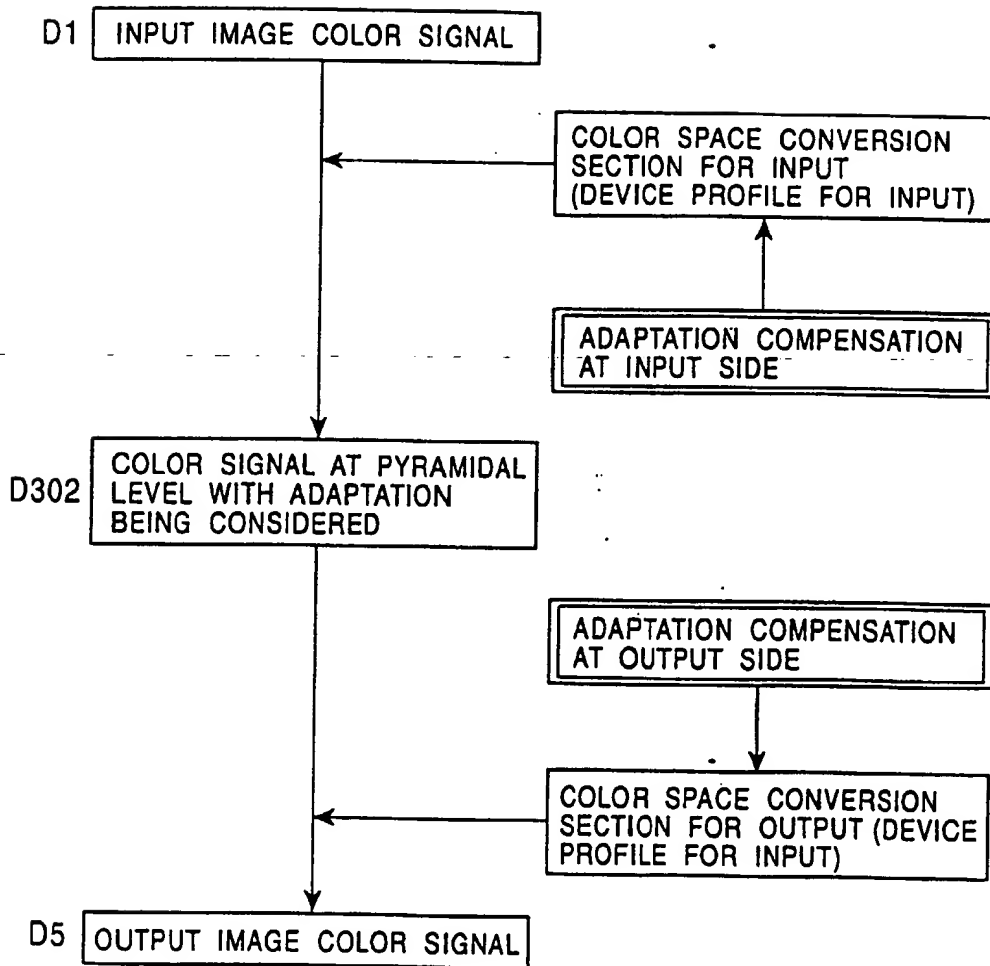 D1
INPUT IMAGE COLOR SIGNAL
COLOR SPACE CONVERSION
SECTION FOR INPUT
(DEVICE PROFILE FOR INPUT)
ADAPTATION COMPENSATION
AT INPUT SIDE
D302
COLOR SIGNAL AT PYRAMIDAL
LEVEL WITH ADAPTATION
BEING CONSIDERED
ADAPTATION COMPENSATION
AT OUTPUT SIDE
COLOR SPACE CONVERSION
SECTION FOR OUTPUT (DEVICE
PROFILE FOR INPUT)
D5
OUTPUT IMAGE COLOR SIGNAL